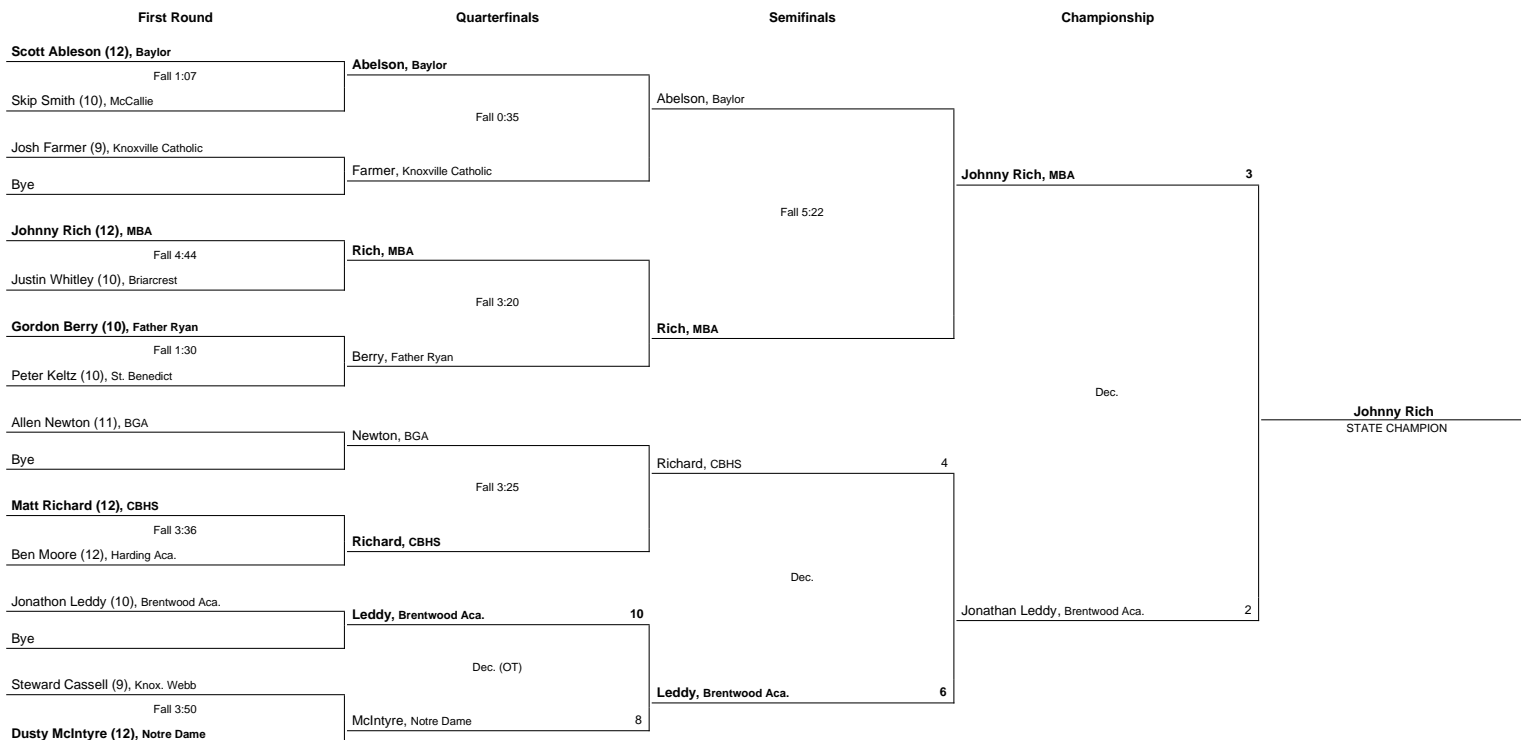 First Round Quarterfinals Semifinals Championship
Scott Ableson (12), Baylor
Fall 1:07
Skip Smith (10), McCallie
Josh Farmer (9), Knoxville Catholic
Bye
Johnny Rich (12), MBA
Fall 4:44
Justin Whitley (10), Briarcrest
Gordon Berry (10), Father Ryan
Fall 1:30
Peter Keltz (10), St. Benedict
Allen Newton (11), BGA
Bye
Matt Richard (12), CBHS
Fall 3:36
Ben Moore (12), Harding Aca.
Jonathon Leddy (10), Brentwood Aca.
Bye
Steward Cassell (9), Knox. Webb
Fall 3:50
Dusty McIntyre (12), Notre Dame
Abelson, Baylor
Fall 0:35
Farmer, Knoxville Catholic
Rich, MBA
Fall 3:20
Berry, Father Ryan
Newton, BGA
Fall 3:25
Richard, CBHS
Leddy, Brentwood Aca. 10
Dec. (OT)
McIntyre, Notre Dame 8
Abelson, Baylor
Fall 5:22
Rich, MBA
Richard, CBHS 4
Dec.
Leddy, Brentwood Aca. 6
Johnny Rich, MBA 3
Dec.
Jonathan Leddy, Brentwood Aca. 2
Johnny Rich
STATE CHAMPION